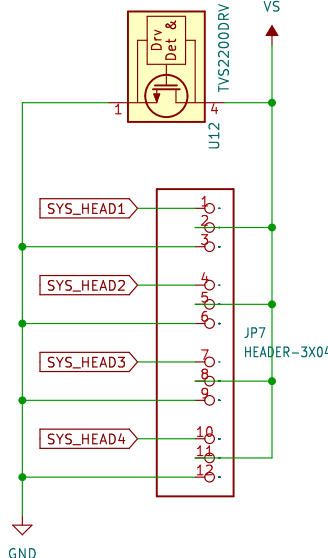 VS
Drv
Det &
TVS2200DRV
1
4
U12
SYS_HEAD1
1
2
3
SYS_HEAD2
4
5
6
SYS_HEAD3
7
8
9
JP7
HEADER-3X04
SYS_HEAD4
10
11
12
GND